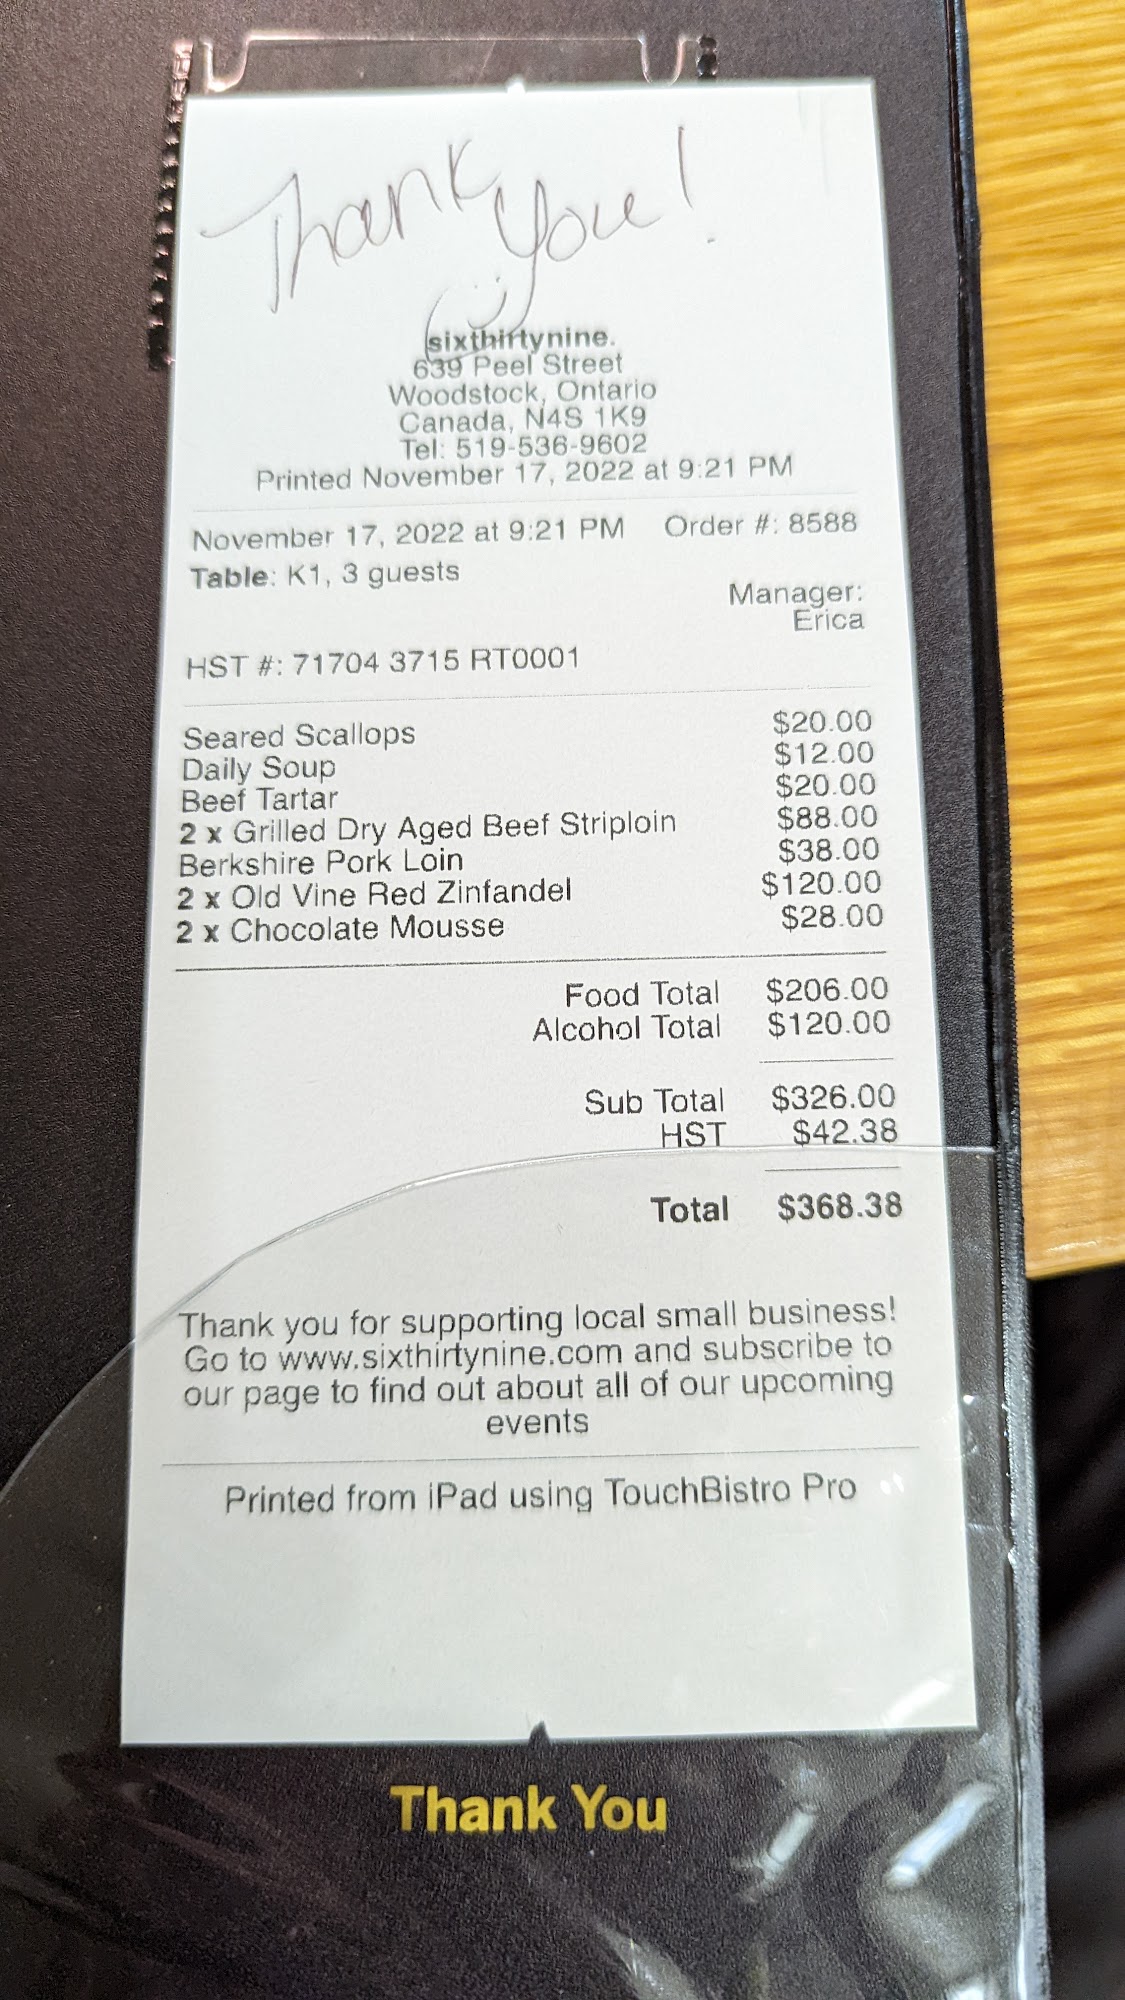 Thank You!
sixthirtynine.
639 Peel Street
Woodstock, Ontario
Canada, N4S 1K9
Tel: 519-536-9602
Printed November 17, 2022 at 9:21 PM
November 17, 2022 at 9:21 PM Order #: 8588
Table: K1, 3 guests
Manager:
Erica
HST #: 71704 3715 RT0001
Seared Scallops $20.00
Daily Soup $12.00
Beef Tartar $20.00
2 x Grilled Dry Aged Beef Striploin $88.00
Berkshire Pork Loin $38.00
2 x Old Vine Red Zinfandel $120.00
2 x Chocolate Mousse $28.00
Food Total $206.00
Alcohol Total $120.00
Sub Total $326.00
HST $42.38
Total $368.38
Thank you for supporting local small business!
Go to www.sixthirtynine.com and subscribe to
our page to find out about all of our upcoming
events
Printed from iPad using TouchBistro Pro
Thank You